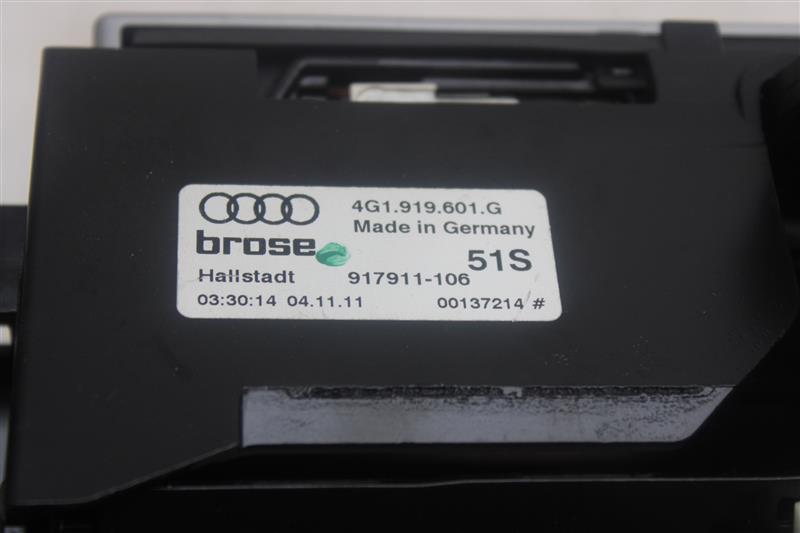 4G1.919.601.G
Made in Germany
brose
51S
Hallstadt 917911-106
03:30:14 04.11.11 00137214 #